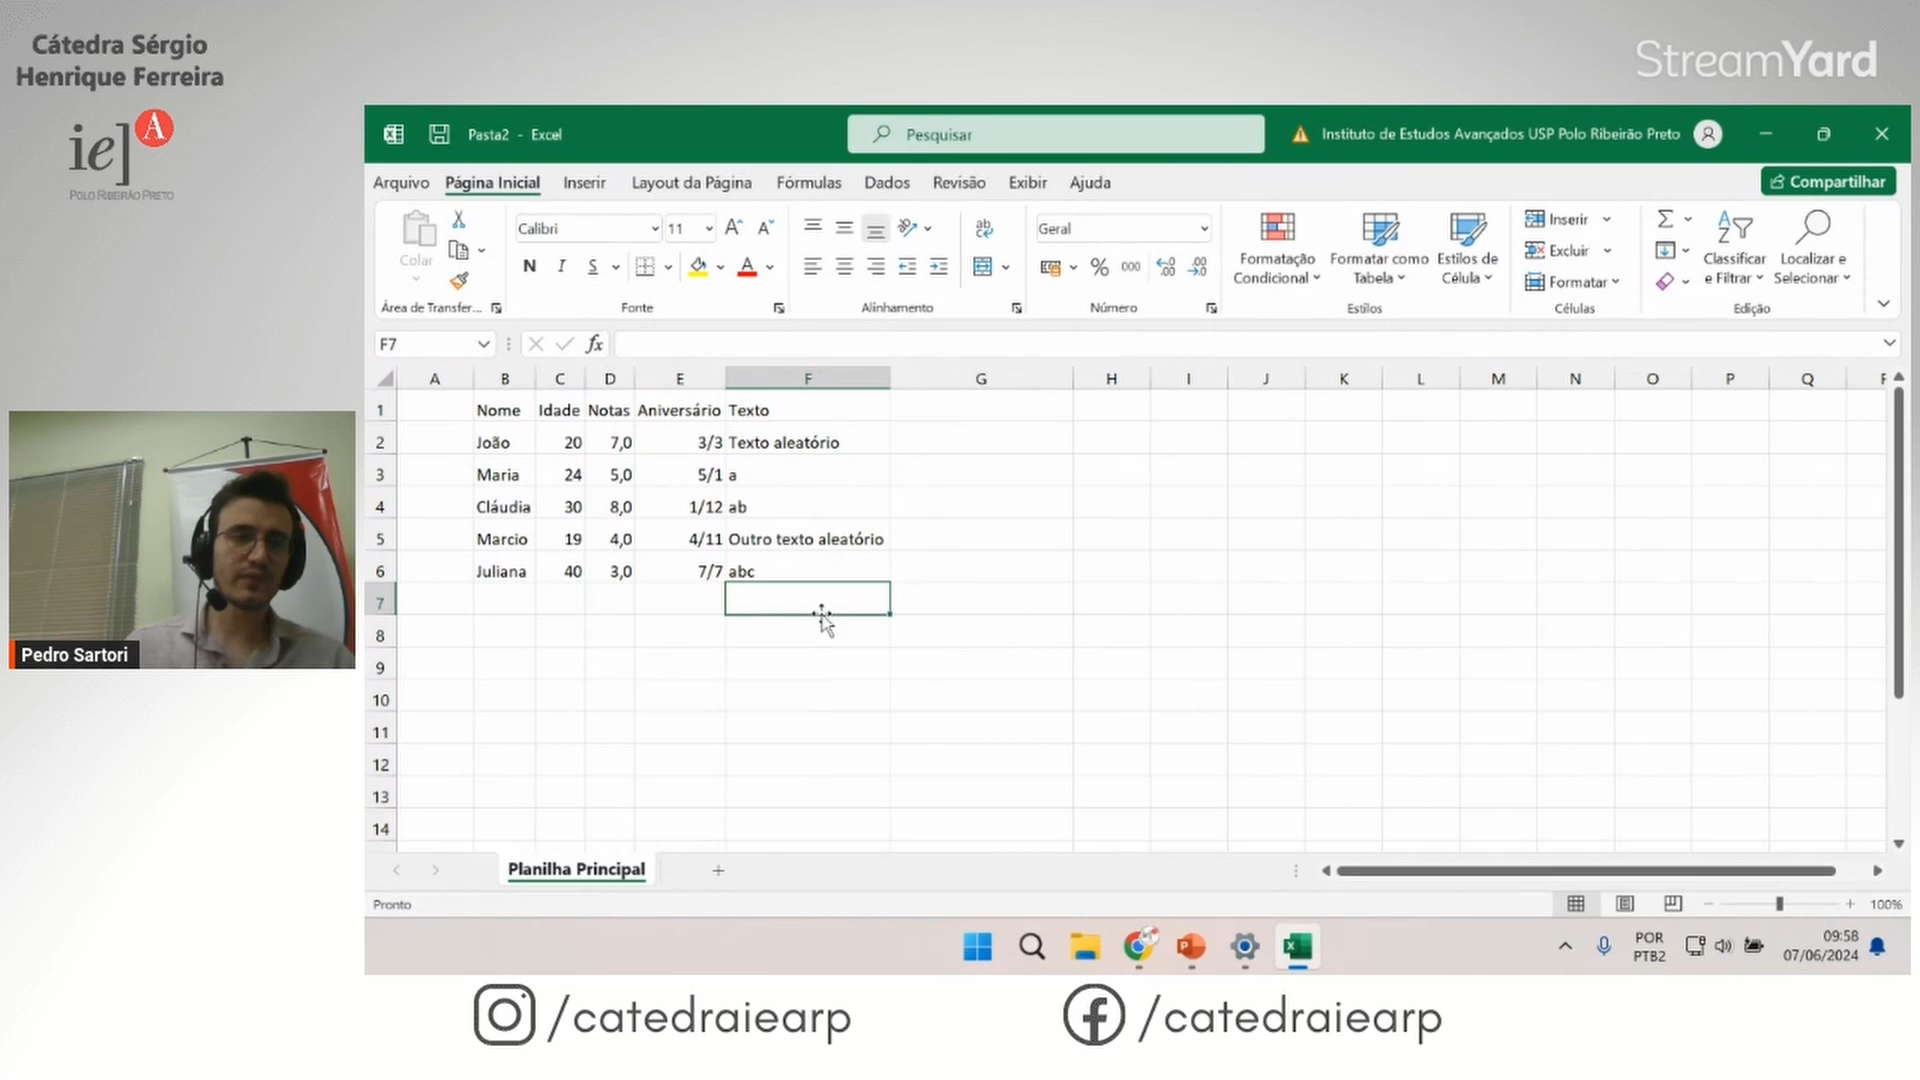 Cátedra Sérgio
Henrique Ferreira
ie]A
POLO RIBEIRÃO PRETO
StreamYard
Pasta2 - Excel
Pesquisar
Instituto de Estudos Avançados USP Polo Ribeirão Preto
Arquivo Página Inicial Inserir Layout da Página Fórmulas Dados Revisão Exibir Ajuda
Compartilhar
Colar
Calibri 11
N I S
Geral
% 000
Formatação Condicional
Formatar como Tabela
Estilos de Célula
Inserir
Excluir
Formatar
Classificar e Filtrar
Localizar e Selecionar
Área de Transfer... Fonte Alinhamento Número Estilos Células Edição
F7 fx
A B C D E F G H I J K L M N O P Q
1 Nome Idade Notas Aniversário Texto
2 João 20 7,0 3/3 Texto aleatório
3 Maria 24 5,0 5/1 a
4 Cláudia 30 8,0 1/12 ab
5 Marcio 19 4,0 4/11 Outro texto aleatório
6 Juliana 40 3,0 7/7 abc
7
8
9
10
11
12
13
14
Pedro Sartori
Planilha Principal
Pronto
100%
POR
PTB2
09:58
07/06/2024
/catedraiearp
/catedraiearp